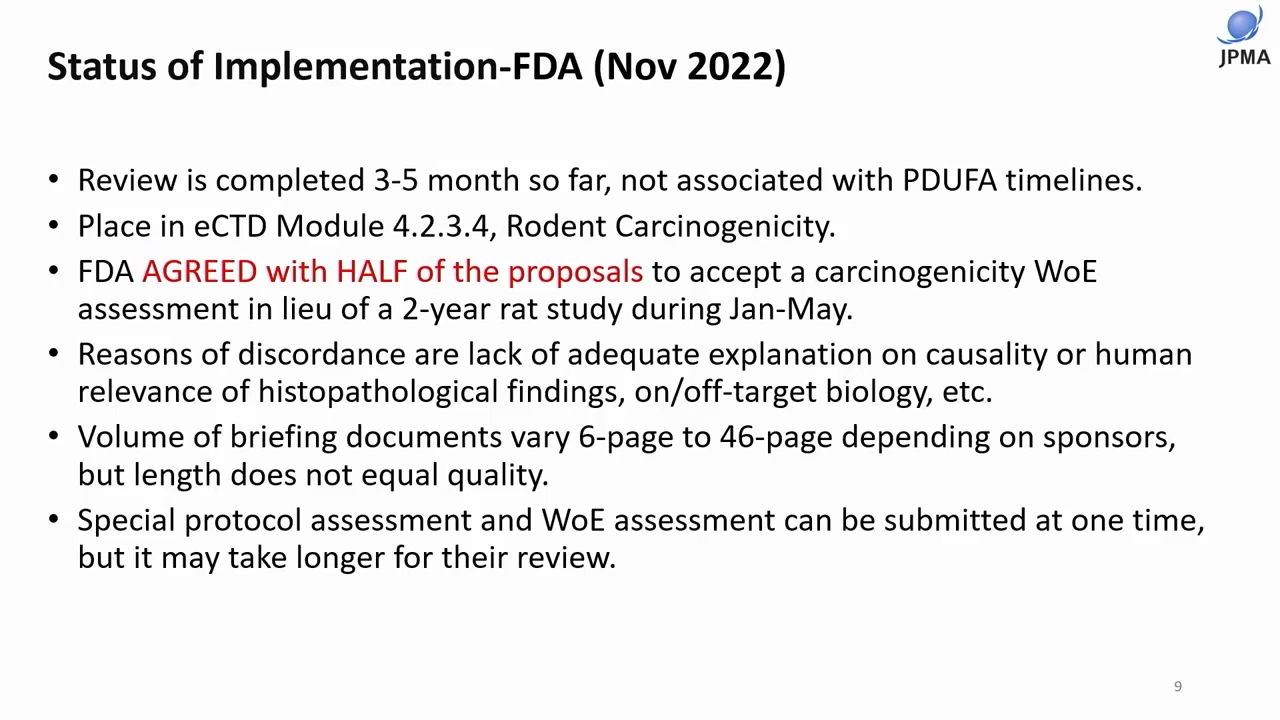 JPMA
Status of Implementation-FDA (Nov 2022)
• Review is completed 3-5 month so far, not associated with PDUFA timelines.
• Place in eCTD Module 4.2.3.4, Rodent Carcinogenicity.
• FDA AGREED with HALF of the proposals to accept a carcinogenicity WoE
assessment in lieu of a 2-year rat study during Jan-May.
• Reasons of discordance are lack of adequate explanation on causality or human
relevance of histopathological findings, on/off-target biology, etc.
• Volume of briefing documents vary 6-page to 46-page depending on sponsors,
but length does not equal quality.
• Special protocol assessment and WoE assessment can be submitted at one time,
but it may take longer for their review.
9